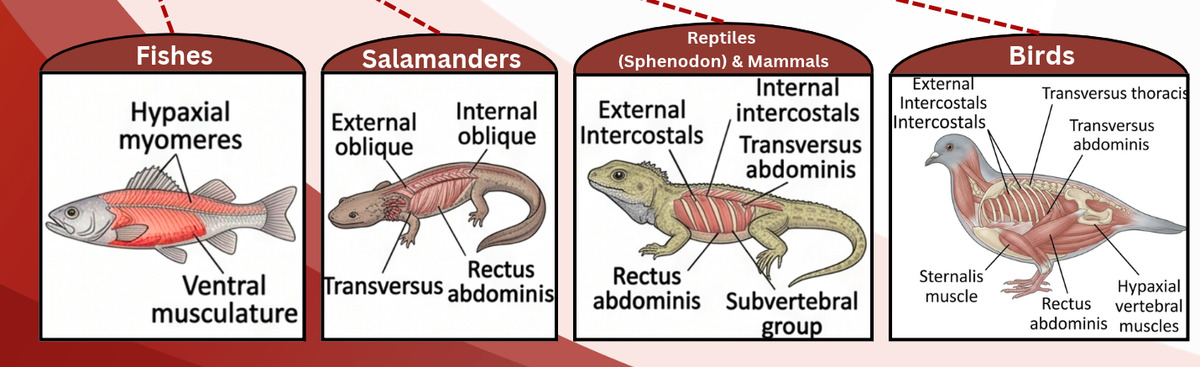 Fishes
Hypaxial
myomeres
Ventral
musculature
Salamanders
External
oblique
Internal
oblique
Transversus
Rectus
abdominis
Reptiles
(Sphenodon) & Mammals
External
Intercostals
Internal
intercostals
Transversus
abdominis
Rectus
abdominis
Subvertebral
group
Birds
External
Intercostals
Intercostals
Transversus thoracis
Transversus
abdominis
Sternalis
muscle
Rectus
abdominis
Hypaxial
vertebral
muscles